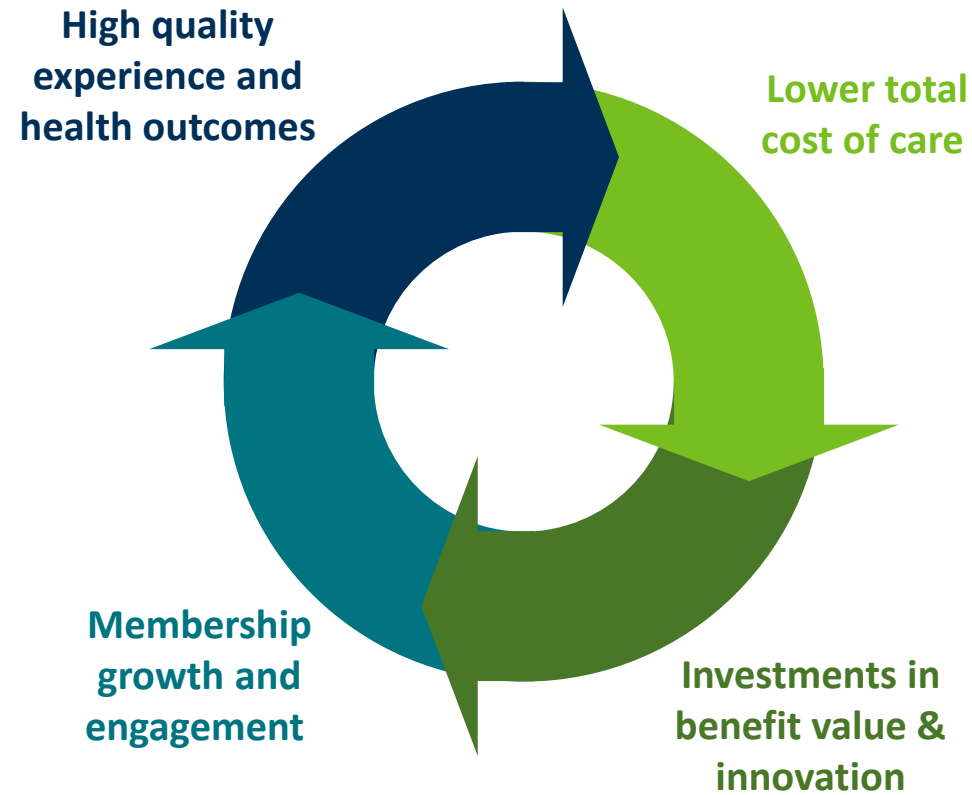 High quality
experience and
health outcomes
Lower total
cost of care
Investments in
benefit value &
innovation
Membership
growth and
engagement